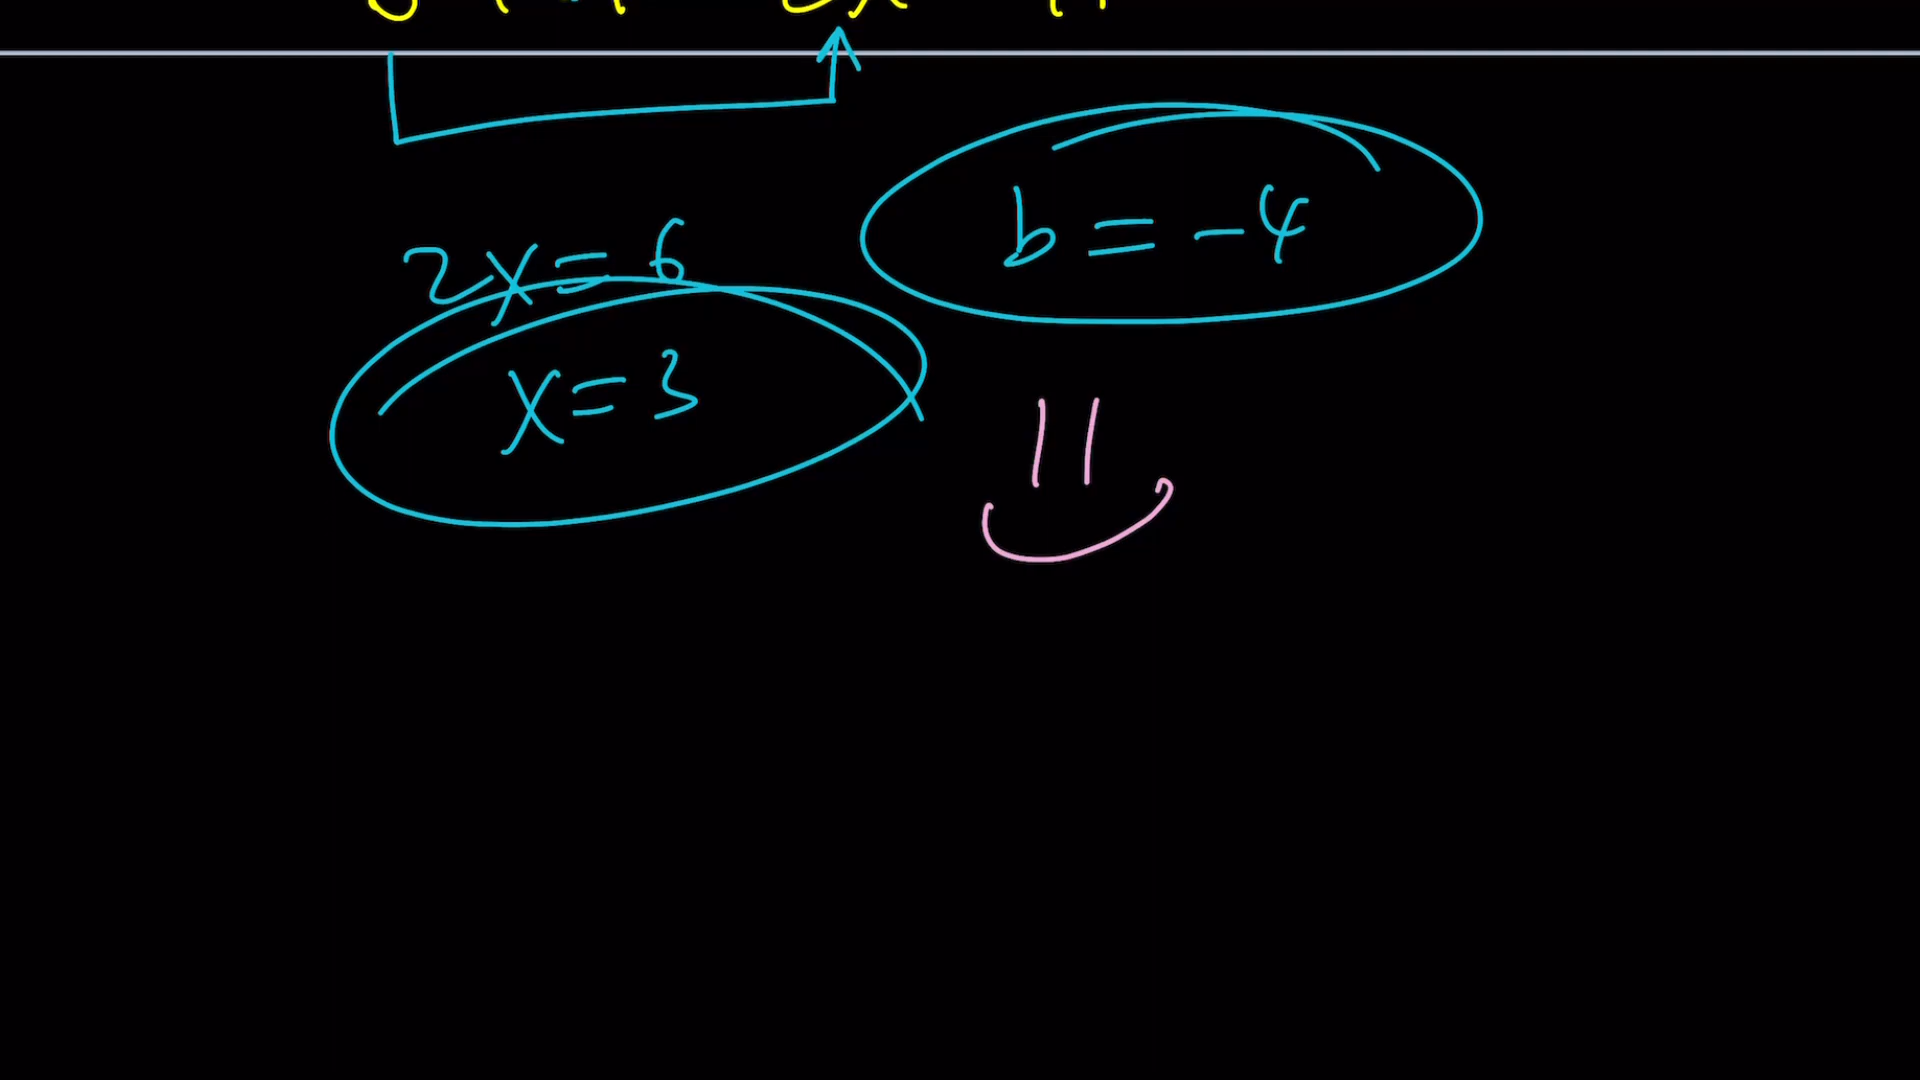 b = -4
2x = 6
x = 3